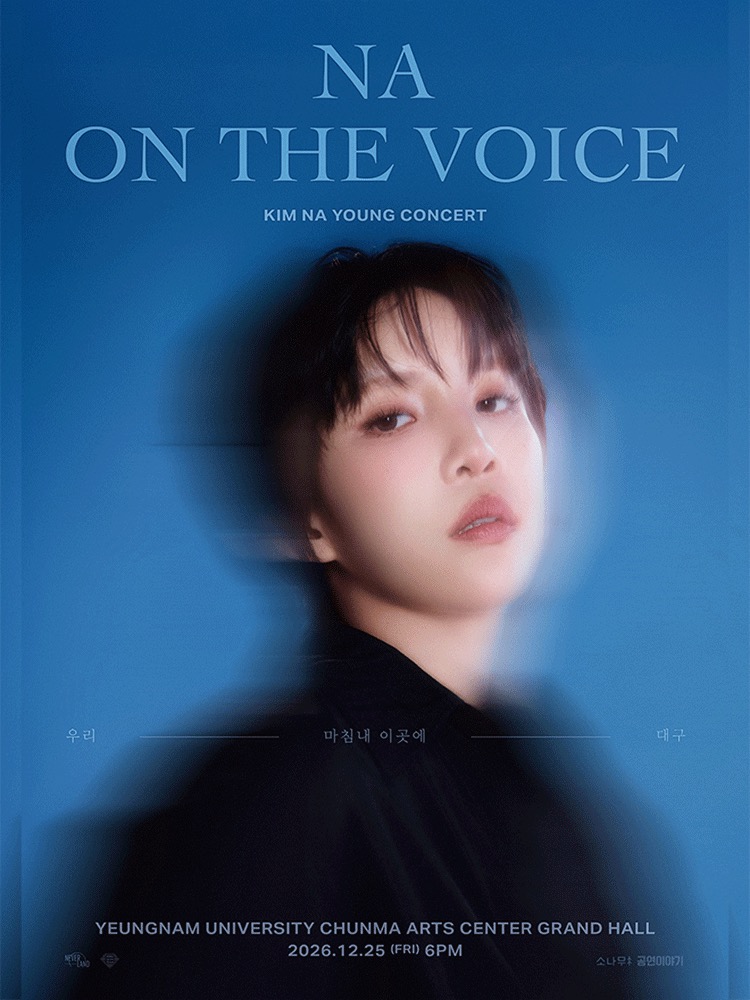 NA
ON THE VOICE
KIM NA YOUNG CONCERT
우리 마침내 이곳에 대구
YEUNGNAM UNIVERSITY CHUNMA ARTS CENTER GRAND HALL
2026.12.25 (FRI) 6PM
NEVER LAND 소나무 공연이야기